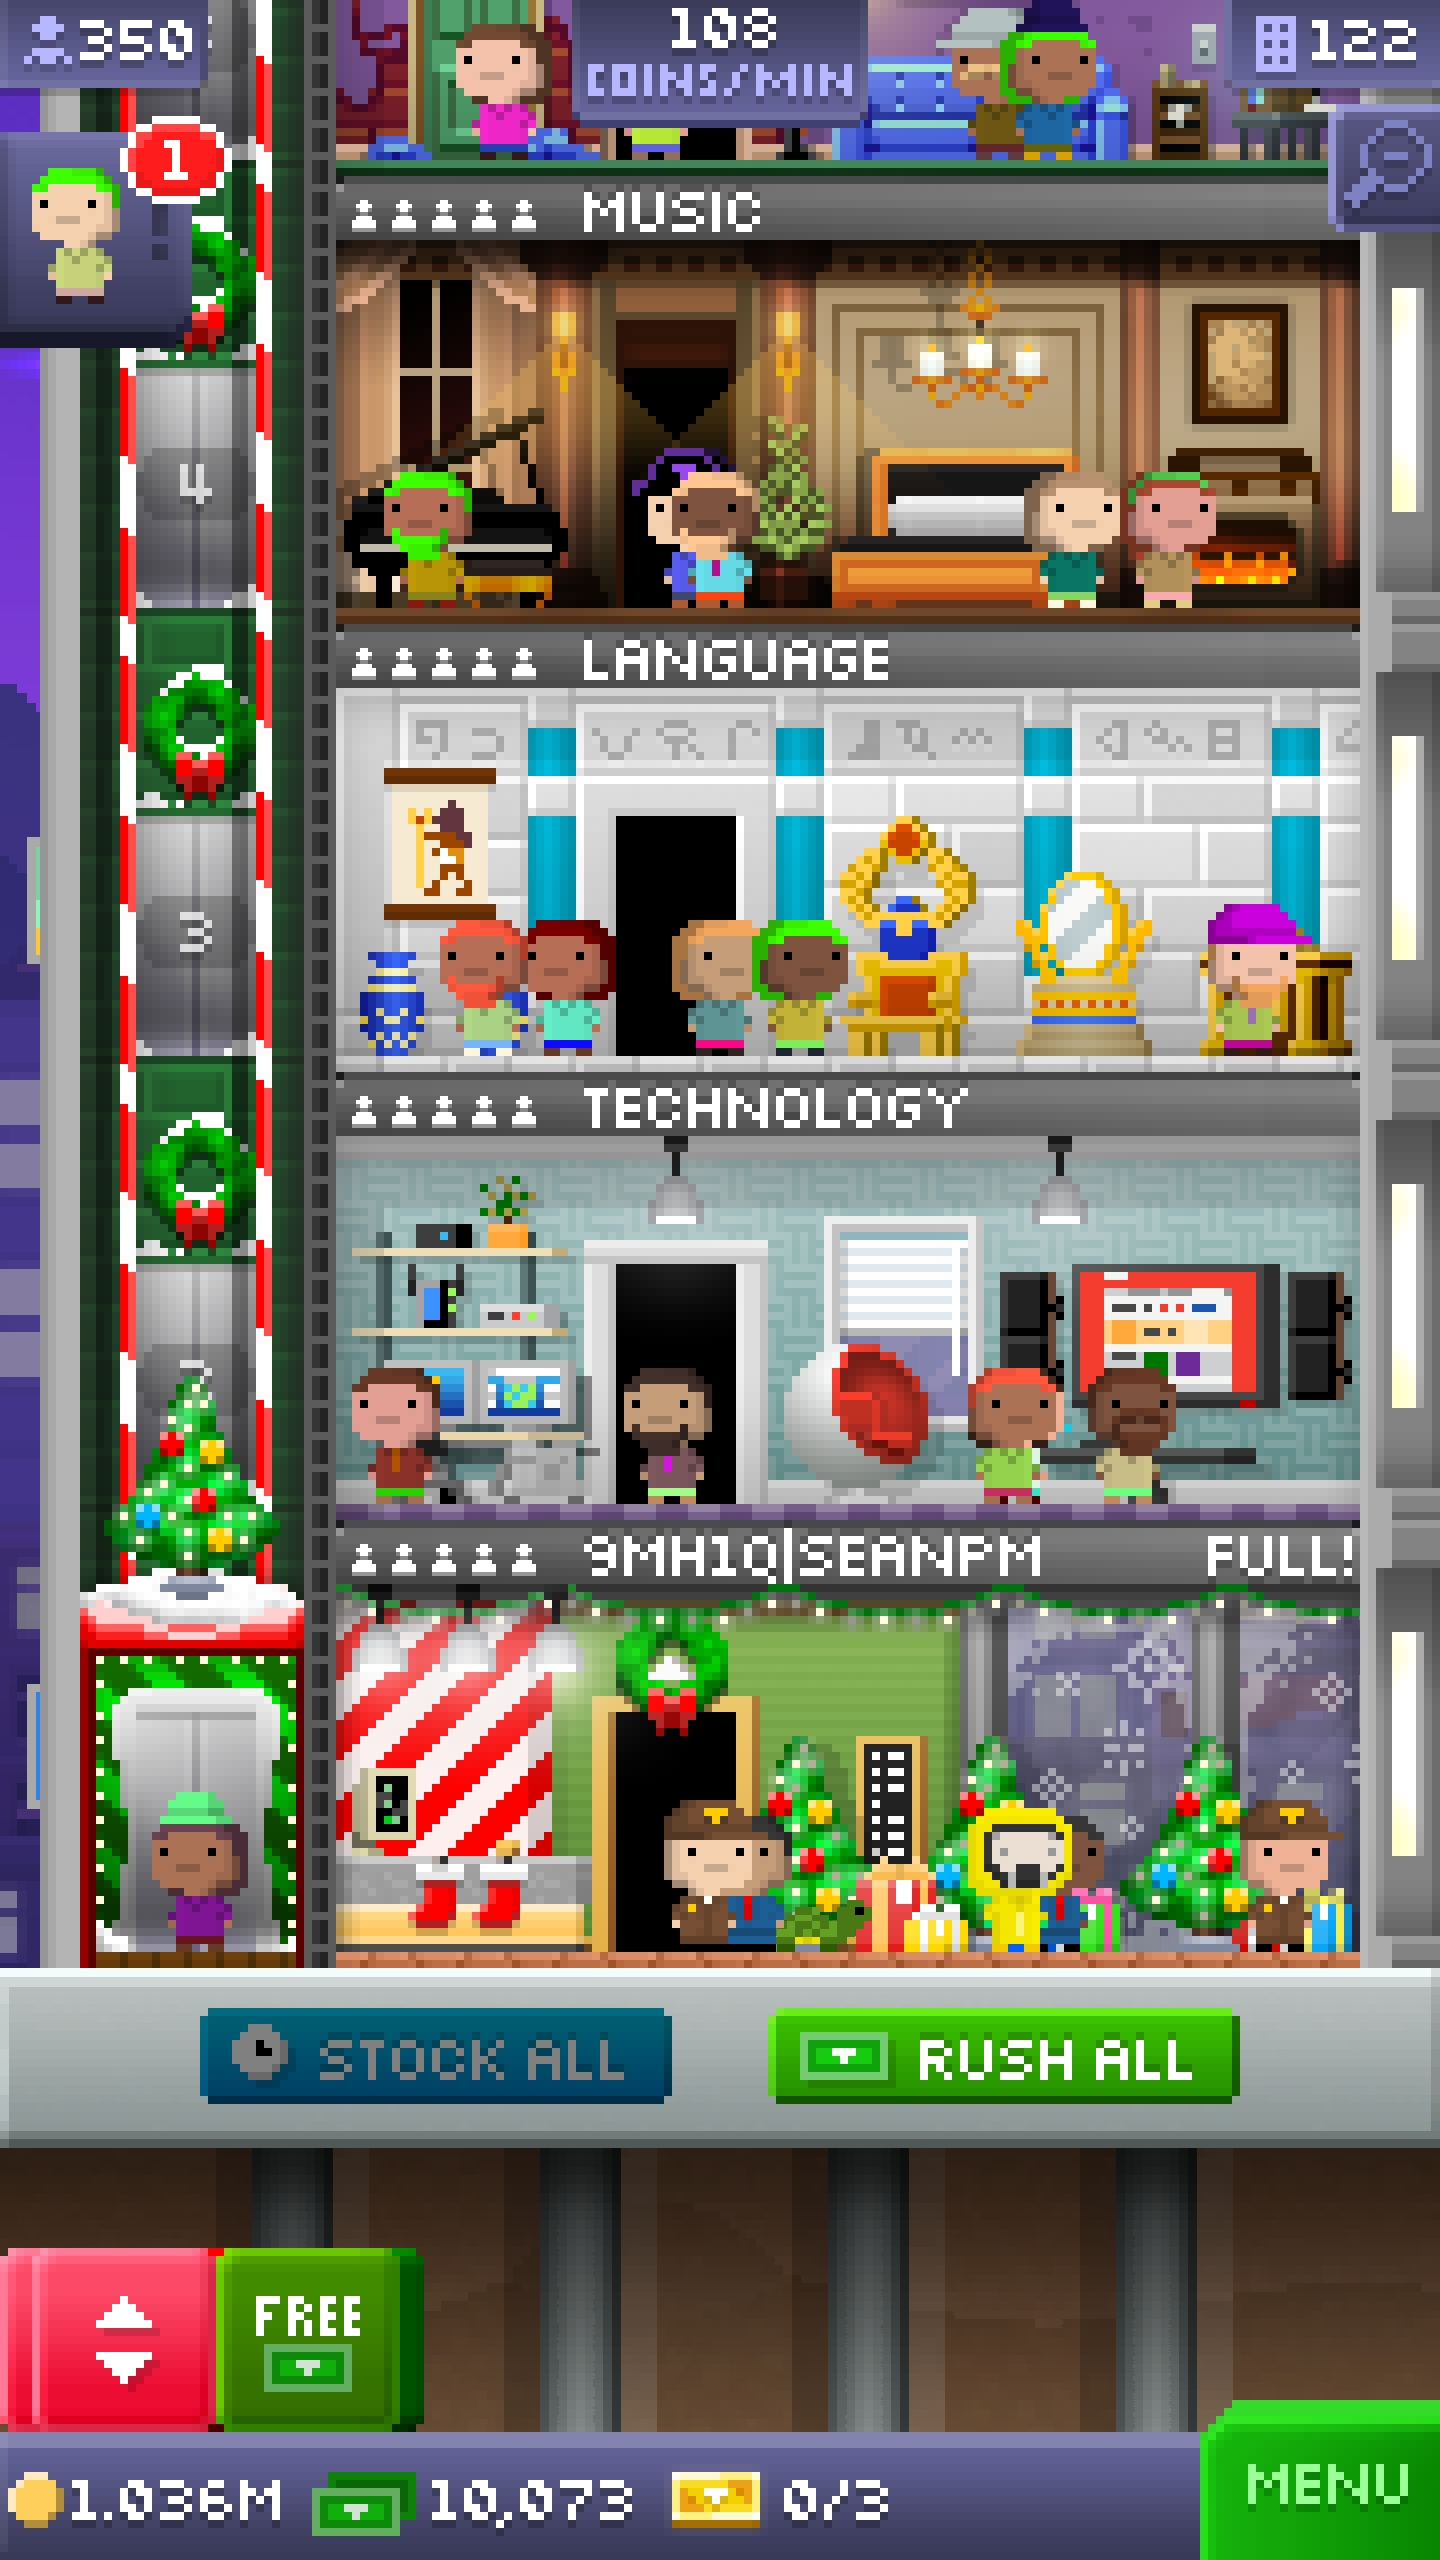 350
108
COINS/MIN
122
1
MUSIC
4
LANGUAGE
3
TECHNOLOGY
9MH1Q|SEANPM FULL!
STOCK ALL
RUSH ALL
FREE
1.036M
10,073
0/3
MENU